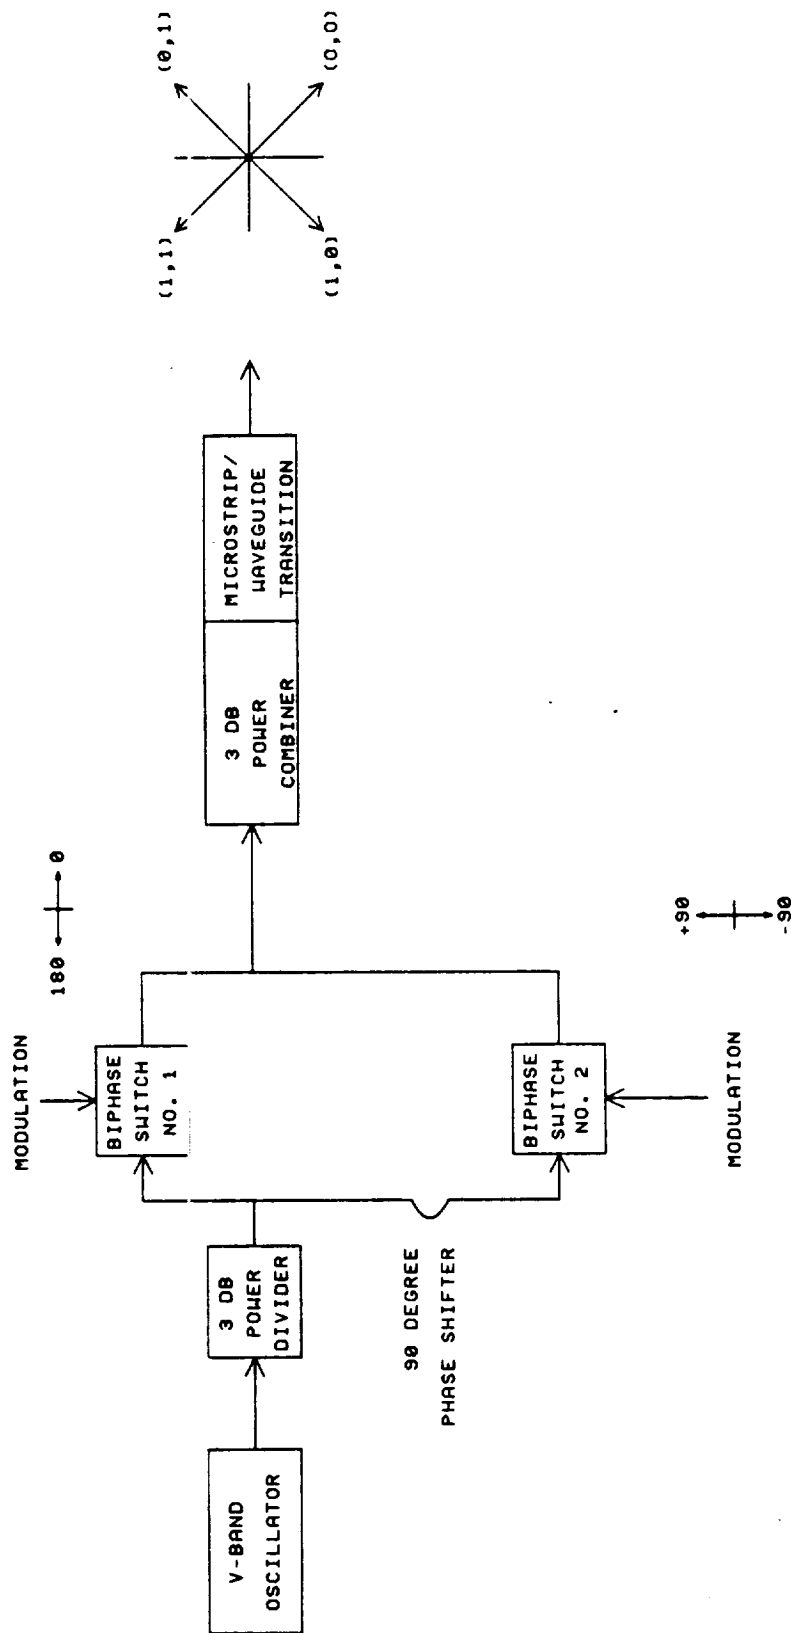 V-BAND
OSCILLATOR
3 DB
POWER
DIVIDER
90 DEGREE
PHASE SHIFTER
MODULATION
BIPHASE
SWITCH
NO. 1
180
0
BIPHASE
SWITCH
NO. 2
MODULATION
+90
-90
3 DB
POWER
COMBINER
MICROSTRIP/
WAVEGUIDE
TRANSITION
(1,1)
(0,1)
(1,0)
(0,0)